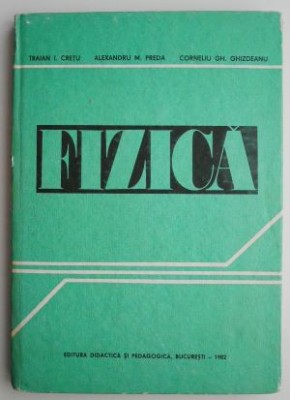 TRAIAN I. CREȚU ALEXANDRU M. PREDA CORNELIU GH. GHIZDEANU
FIZICĂ
EDITURA DIDACTICĂ ȘI PEDAGOGICĂ, BUCUREȘTI – 1982